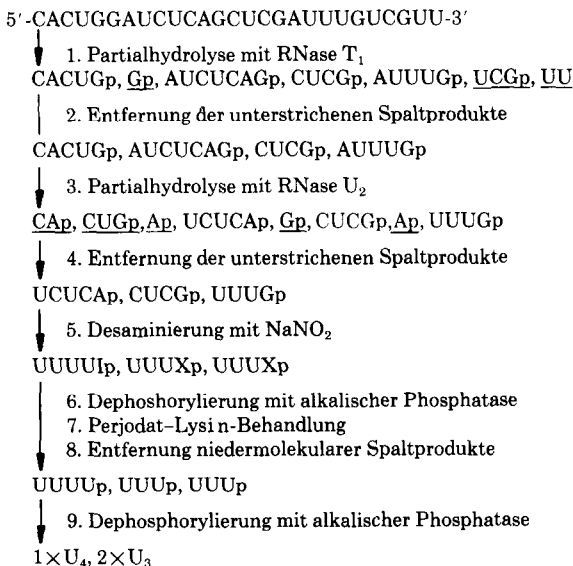 5′-CACUGGAUCUCAGCUCGAUUUGUCGUU-3′
1. Partialhydrolyse mit RNase T₁
CACUGp, Gp, AUCUCAGp, CUCGp, AUUUGp, UCGp, UU
2. Entfernung der unterstrichenen Spaltprodukte
CACUGp, AUCUCAGp, CUCGp, AUUUGp
3. Partialhydrolyse mit RNase U₂
CAp, CUGp, Ap, UCUCAp, Gp, CUCGp, Ap, UUUGp
4. Entfernung der unterstrichenen Spaltprodukte
UCUCAp, CUCGp, UUUGp
5. Desaminierung mit NaNO₂
UUUUIp, UUUXp, UUUXp
6. Dephoshorylierung mit alkalischer Phosphatase
7. Perjodat–Lysin-Behandlung
8. Entfernung niedermolekularer Spaltprodukte
UUUUp, UUUp, UUUp
9. Dephosphorylierung mit alkalischer Phosphatase
1×U₄, 2×U₃